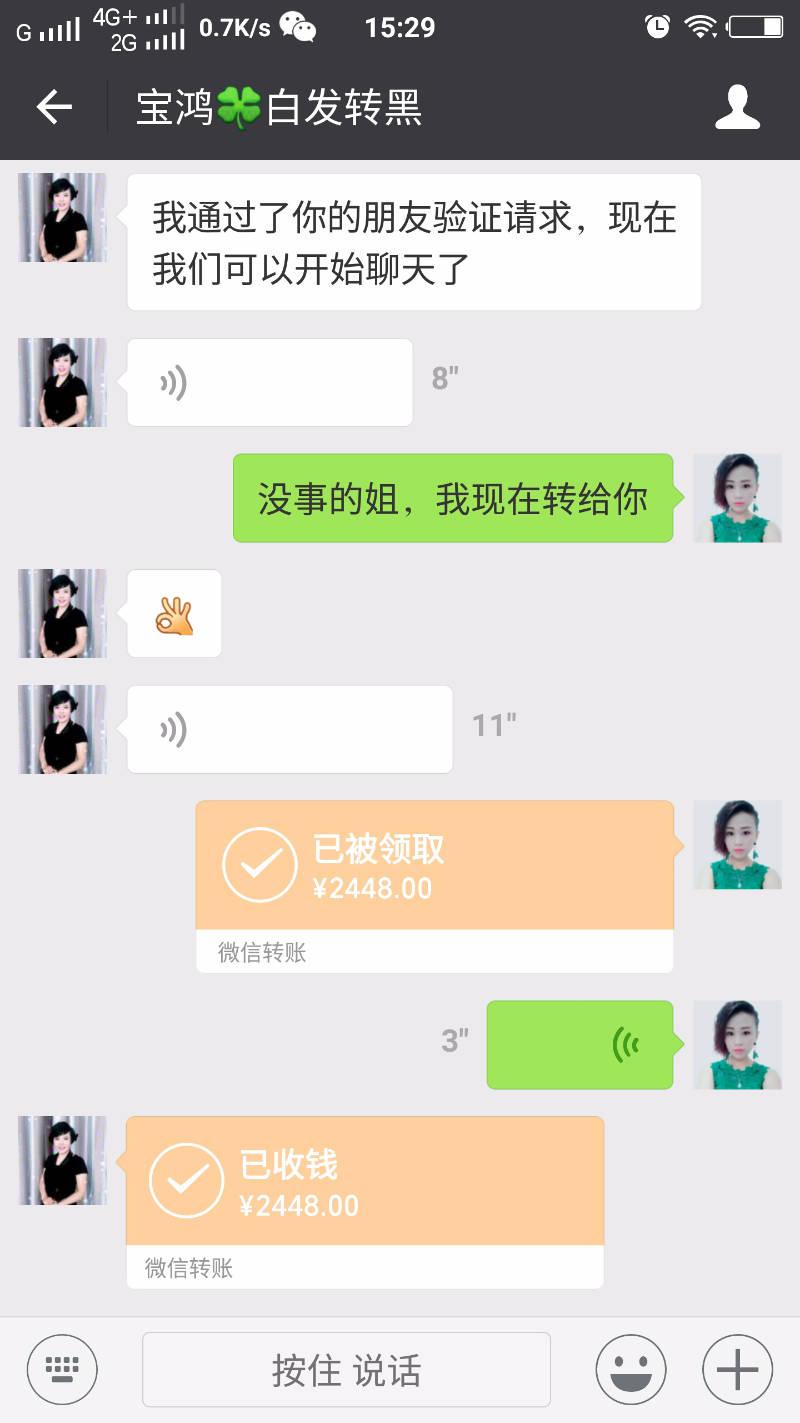 G 4G+ 2G 0.7K/s 15:29
宝鸿🍀白发转黑
我通过了你的朋友验证请求，现在
我们可以开始聊天了
8"
没事的姐，我现在转给你
11"
已被领取
¥2448.00
微信转账
3"
已收钱
¥2448.00
微信转账
按住 说话